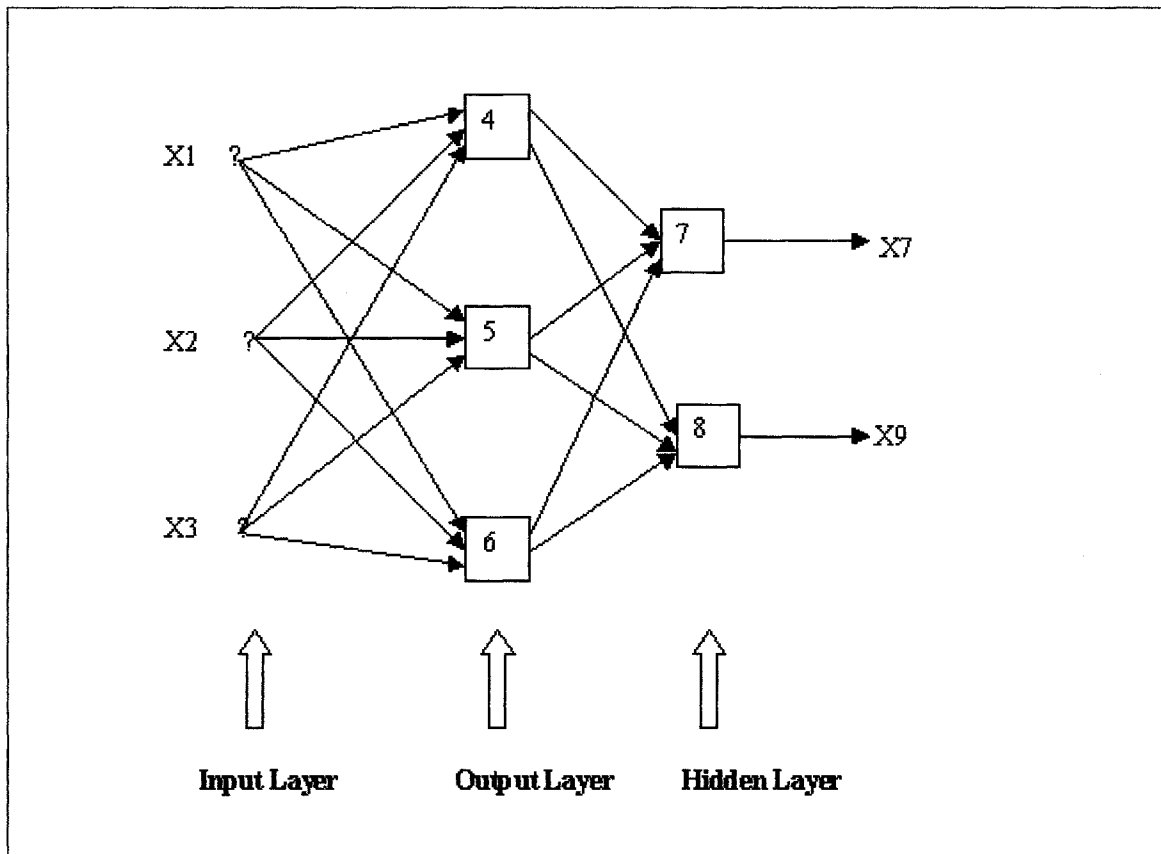 4
X1 ?
7
X7
X2 ?
5
8
X9
X3 ?
6
Input Layer
Output Layer
Hidden Layer